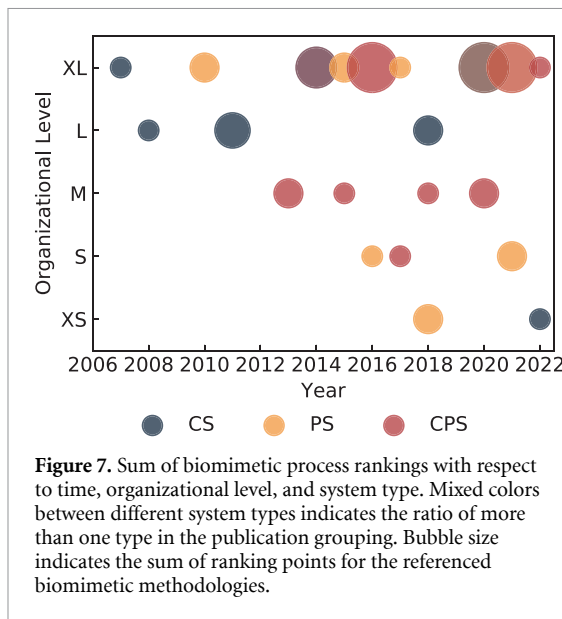 XL
L
M
S
XS
Organizational Level
2006 2008 2010 2012 2014 2016 2018 2020 2022
Year
CS PS CPS
Figure 7. Sum of biomimetic process rankings with respect
to time, organizational level, and system type. Mixed colors
between different system types indicates the ratio of more
than one type in the publication grouping. Bubble size
indicates the sum of ranking points for the referenced
biomimetic methodologies.